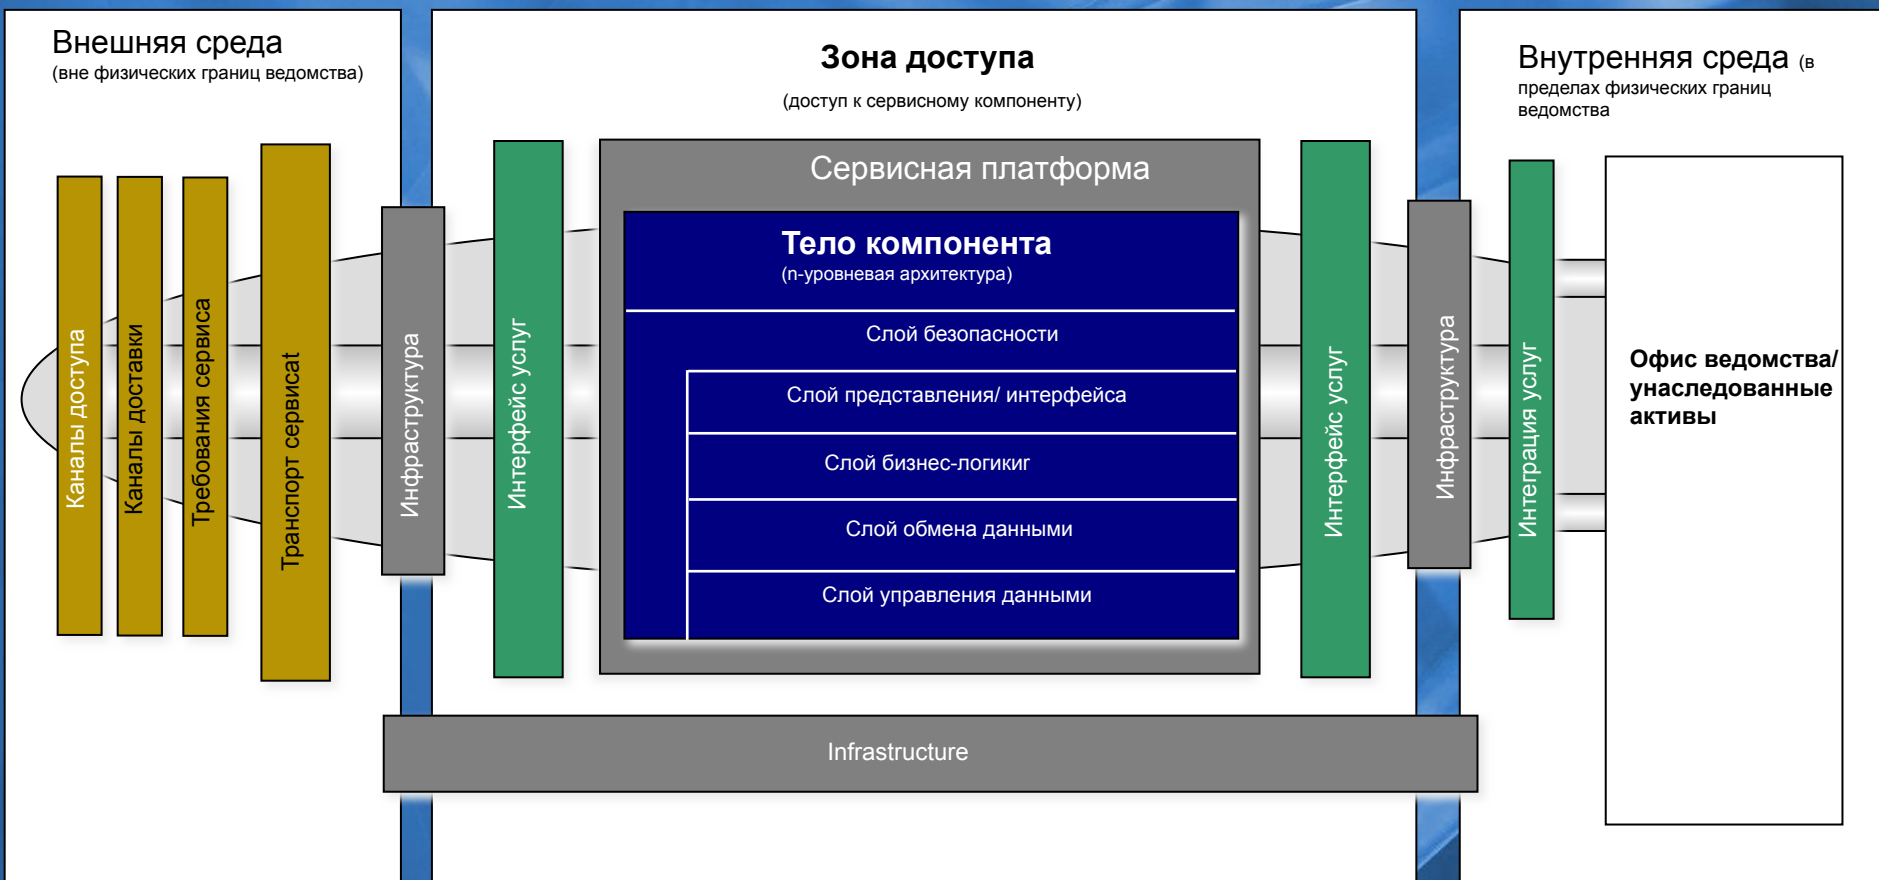 Внешняя среда
(вне физических границ ведомства)
Каналы доступа
Каналы доставки
Требования сервиса
Транспорт сервисаt
Инфраструктура
Зона доступа
(доступ к сервисному компоненту)
Интерфейс услуг
Сервисная платформа
Тело компонента
(n-уровневая архитектура)
Слой безопасности
Слой представления/ интерфейса
Слой бизнес-логикиr
Слой обмена данными
Слой управления данными
Интерфейс услуг
Инфраструктура
Infrastructure
Внутренняя среда (в
пределах физических границ
ведомства
Интеграция услуг
Офис ведомства/
унаследованные
активы